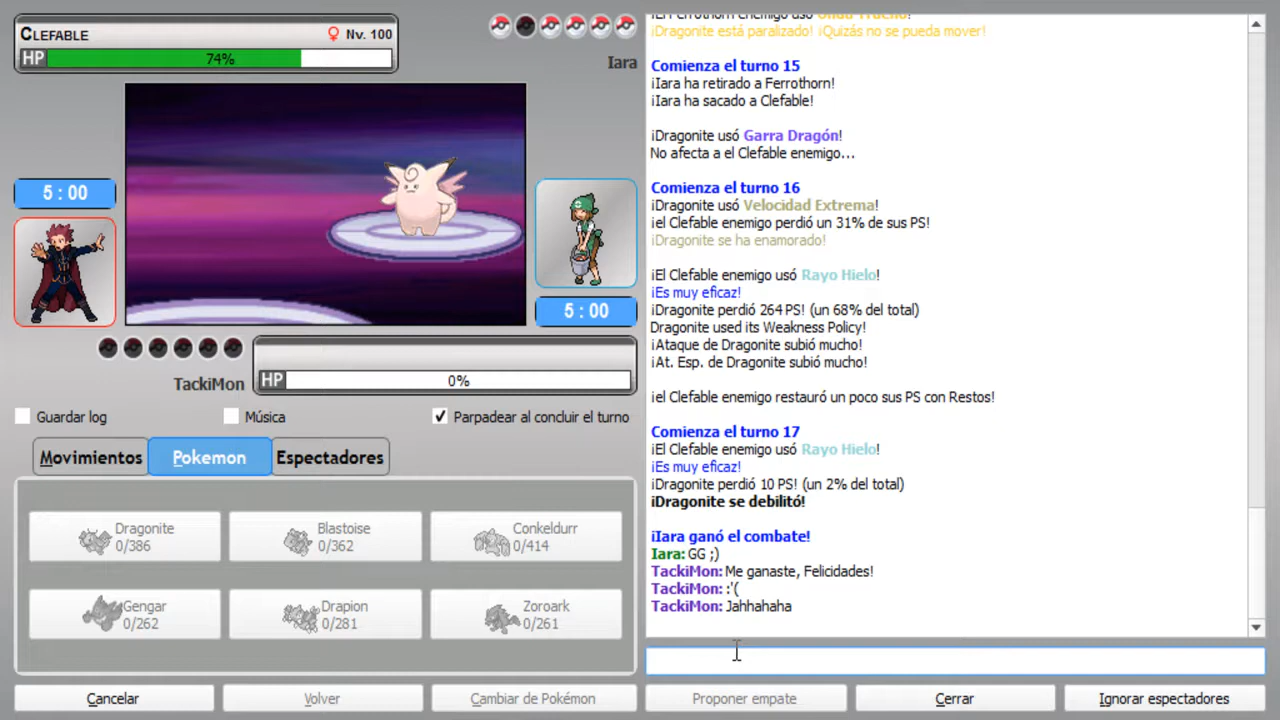 CLEFABLE ♀ Nv. 100
HP 74%
Iara
5 : 00
5 : 00
HP 0%
TackiMon
Guardar log
Música
✓ Parpadear al concluir el turno
Movimientos
Pokemon
Espectadores
Dragonite
0/386
Blastoise
0/362
Conkeldurr
0/414
Gengar
0/262
Drapion
0/281
Zoroark
0/261
Cancelar
Volver
Cambiar de Pokémon
¡El Ferrothorn enemigo usó Onda Trueno!
¡Dragonite está paralizado! ¡Quizás no se pueda mover!
Comienza el turno 15
¡Iara ha retirado a Ferrothorn!
¡Iara ha sacado a Clefable!
¡Dragonite usó Garra Dragón!
No afecta a el Clefable enemigo...
Comienza el turno 16
¡Dragonite usó Velocidad Extrema!
¡el Clefable enemigo perdió un 31% de sus PS!
¡Dragonite se ha enamorado!
¡El Clefable enemigo usó Rayo Hielo!
¡Es muy eficaz!
¡Dragonite perdió 264 PS! (un 68% del total)
Dragonite used its Weakness Policy!
¡Ataque de Dragonite subió mucho!
¡At. Esp. de Dragonite subió mucho!
¡el Clefable enemigo restauró un poco sus PS con Restos!
Comienza el turno 17
¡El Clefable enemigo usó Rayo Hielo!
¡Es muy eficaz!
¡Dragonite perdió 10 PS! (un 2% del total)
¡Dragonite se debilitó!
¡Iara ganó el combate!
Iara: GG ;)
TackiMon: Me ganaste, Felicidades!
TackiMon: :'(
TackiMon: Jahhahaha
Proponer empate
Cerrar
Ignorar espectadores